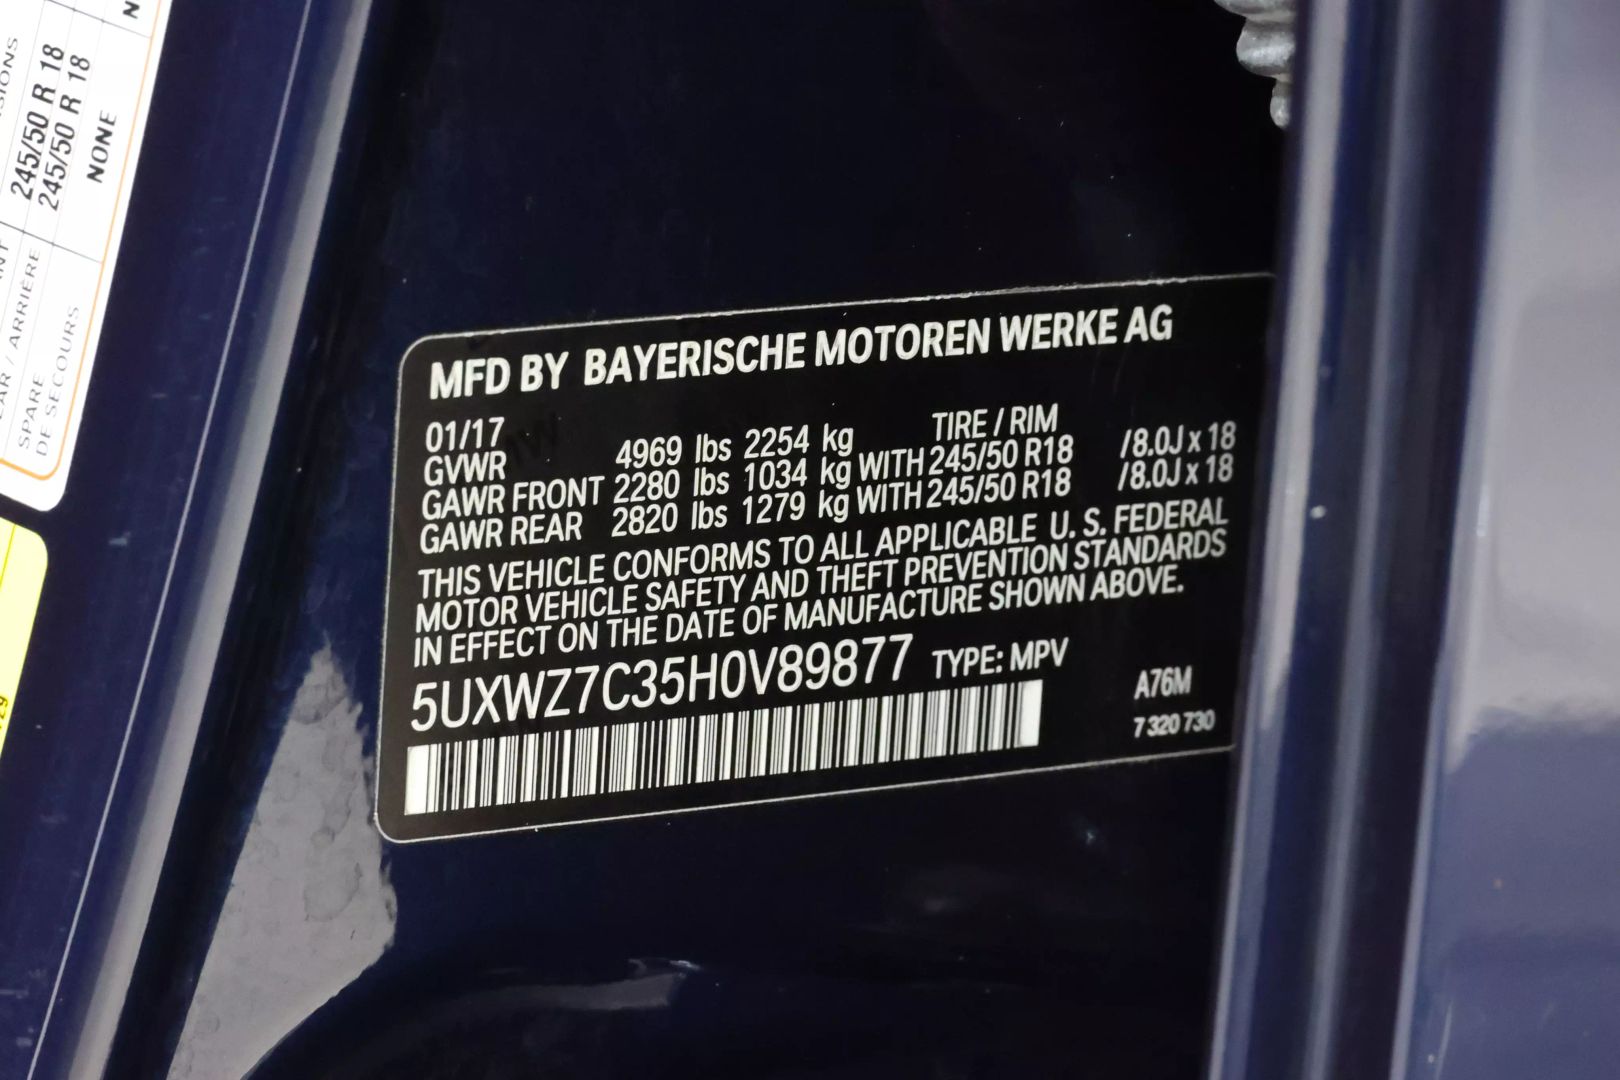 245/50 R 18
245/50 R 18
NONE
ARRIÈRE
SPARE
DE SECOURS
MFD BY BAYERISCHE MOTOREN WERKE AG
01/17 TIRE / RIM
GVWR 4969 lbs 2254 kg
GAWR FRONT 2280 lbs 1034 kg WITH 245/50 R18 /8.0J x 18
GAWR REAR 2820 lbs 1279 kg WITH 245/50 R18 /8.0J x 18
THIS VEHICLE CONFORMS TO ALL APPLICABLE U. S. FEDERAL
MOTOR VEHICLE SAFETY AND THEFT PREVENTION STANDARDS
IN EFFECT ON THE DATE OF MANUFACTURE SHOWN ABOVE.
5UXWZ7C35H0V89877 TYPE: MPV
A76M
7 320 730